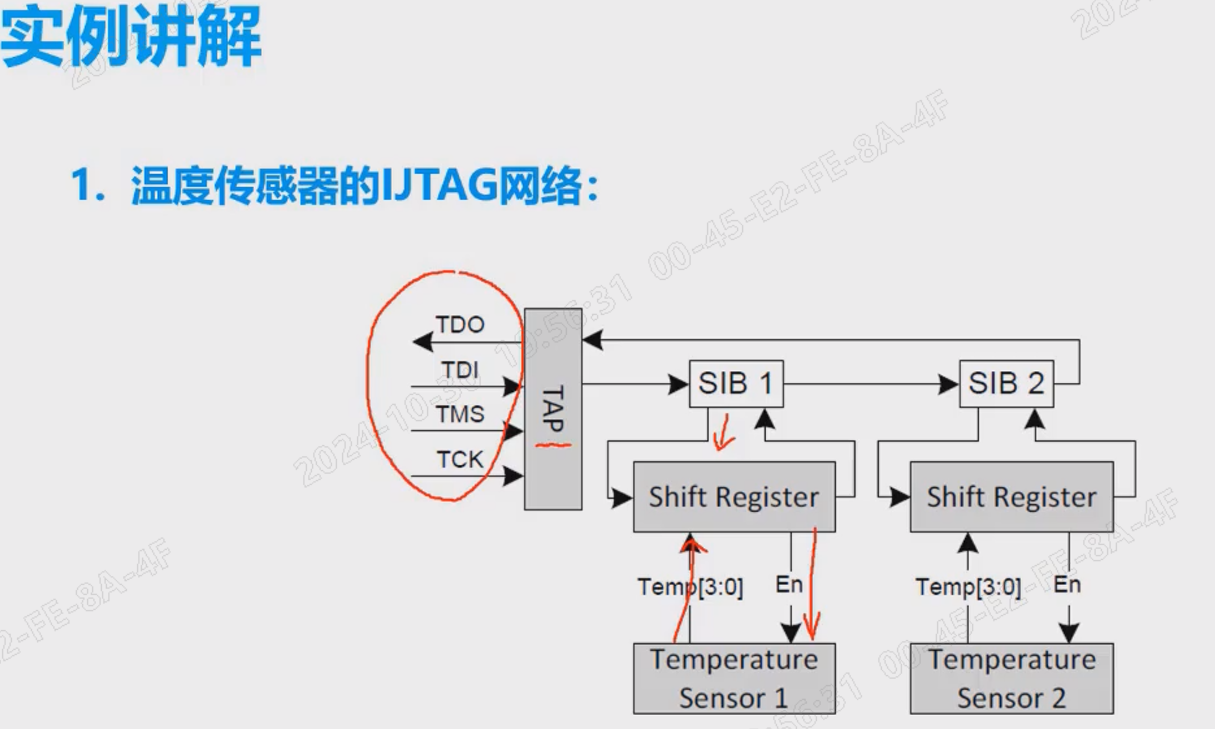 实例讲解
1. 温度传感器的IJTAG网络：
TDO
TDI
TMS
TCK
TAP
SIB 1
SIB 2
Shift Register
Shift Register
Temp[3:0]
En
Temp[3:0]
En
Temperature
Sensor 1
Temperature
Sensor 2
2024-10-30 19:56:31 00-45-E2-FE-8A-4F